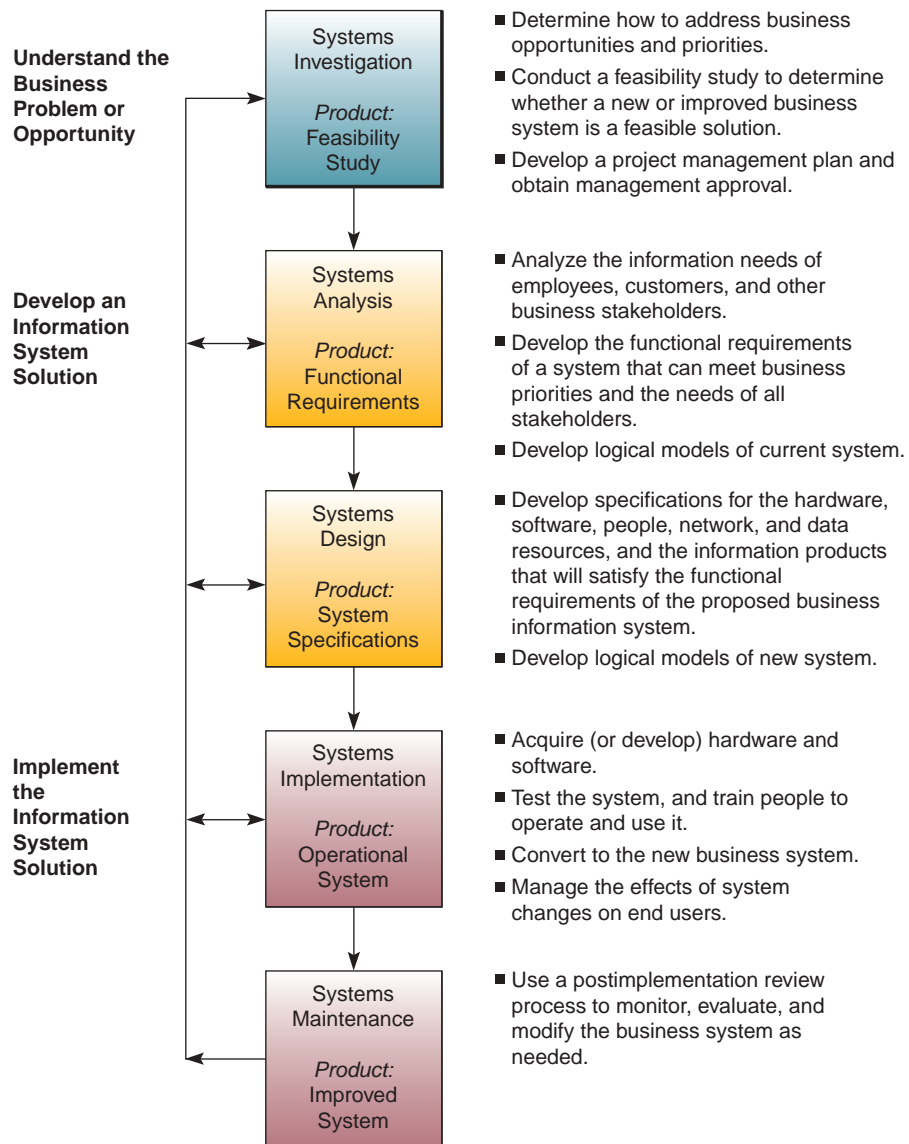 Understand the
Business
Problem or
Opportunity
Systems
Investigation
Product:
Feasibility
Study
■ Determine how to address business
opportunities and priorities.
■ Conduct a feasibility study to determine
whether a new or improved business
system is a feasible solution.
■ Develop a project management plan and
obtain management approval.
Develop an
Information
System
Solution
Systems
Analysis
Product:
Functional
Requirements
■ Analyze the information needs of
employees, customers, and other
business stakeholders.
■ Develop the functional requirements
of a system that can meet business
priorities and the needs of all
stakeholders.
■ Develop logical models of current system.
Systems
Design
Product:
System
Specifications
■ Develop specifications for the hardware,
software, people, network, and data
resources, and the information products
that will satisfy the functional
requirements of the proposed business
information system.
■ Develop logical models of new system.
Implement
the
Information
System
Solution
Systems
Implementation
Product:
Operational
System
■ Acquire (or develop) hardware and
software.
■ Test the system, and train people to
operate and use it.
■ Convert to the new business system.
■ Manage the effects of system
changes on end users.
Systems
Maintenance
Product:
Improved
System
■ Use a postimplementation review
process to monitor, evaluate, and
modify the business system as
needed.